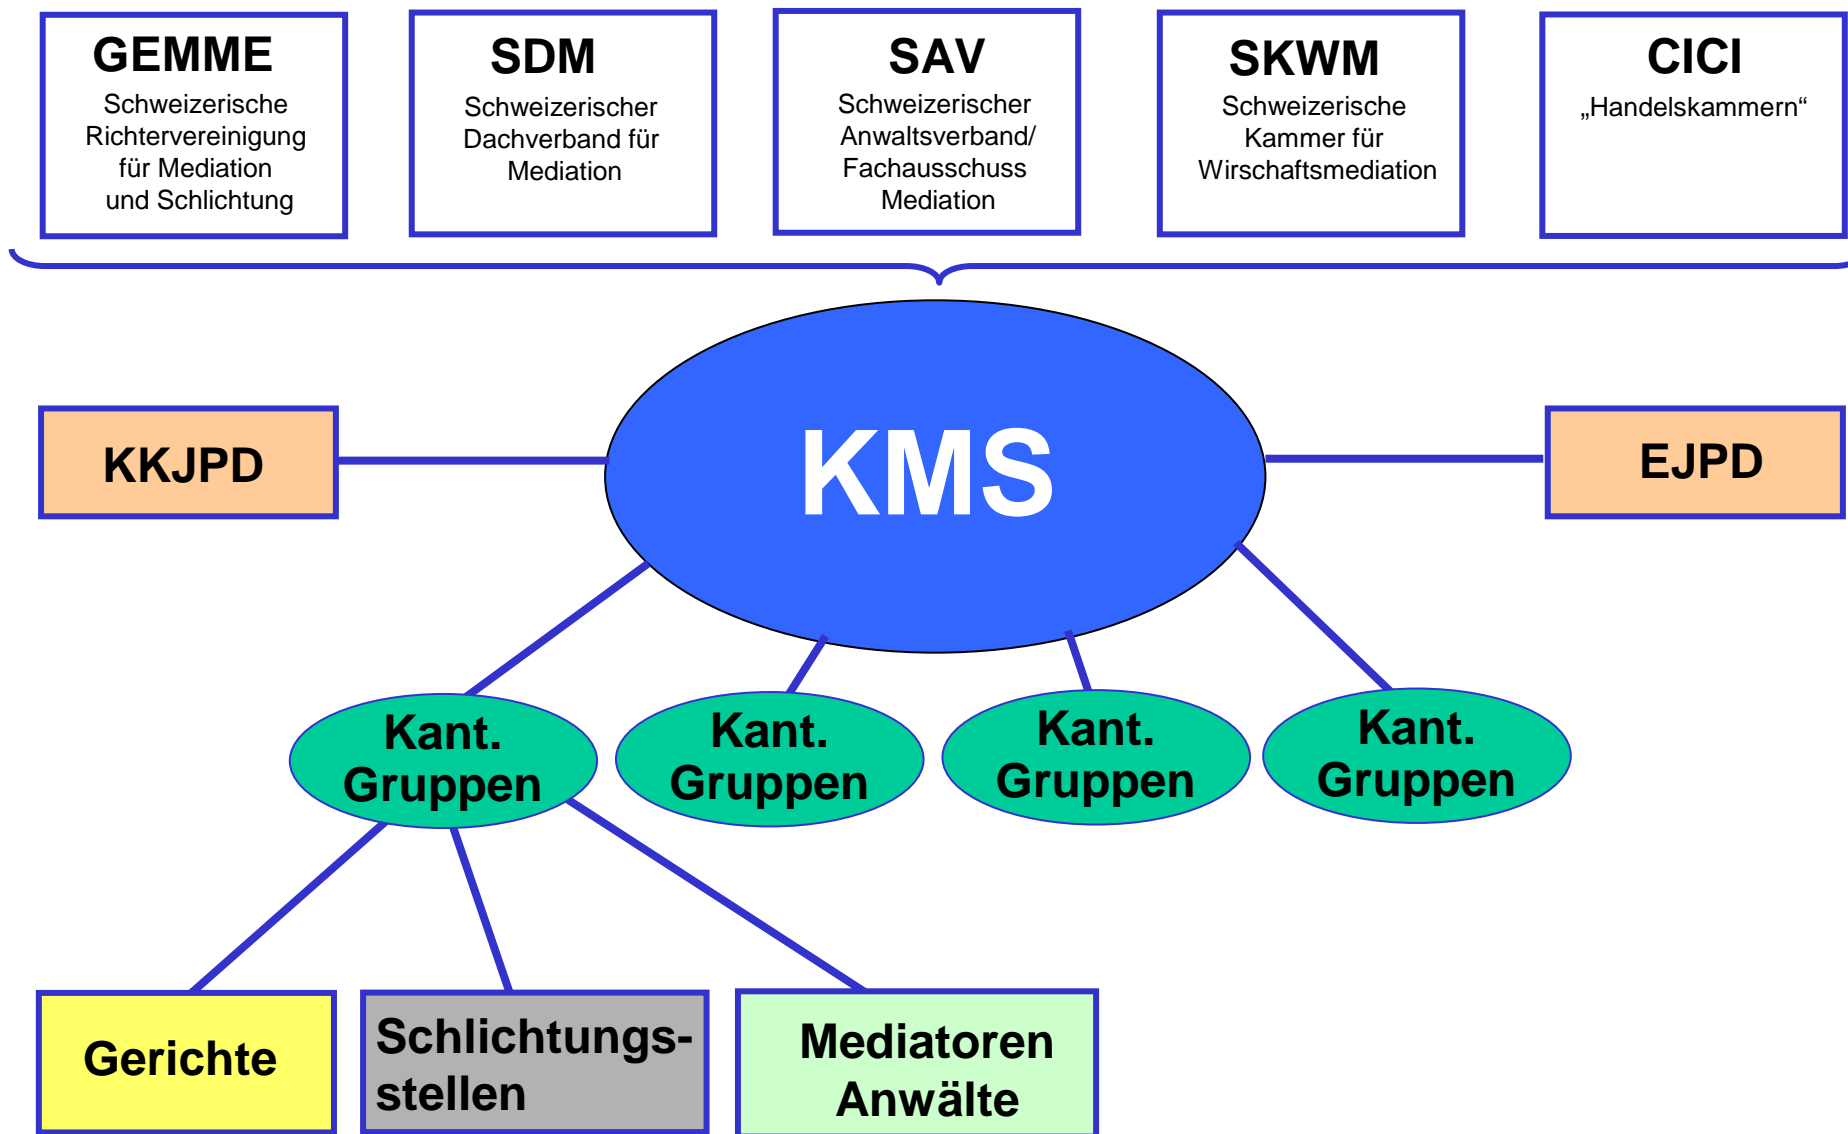 GEMME
Schweizerische
Richtervereinigung
für Mediation
und Schlichtung
SDM
Schweizerischer
Dachverband für
Mediation
SAV
Schweizerischer
Anwaltsverband/
Fachausschuss
Mediation
SKWM
Schweizerische
Kammer für
Wirschaftsmediation
CICI
„Handelskammern“
KKJPD
KMS
EJPD
Kant.
Gruppen
Kant.
Gruppen
Kant.
Gruppen
Kant.
Gruppen
Gerichte
Schlichtungs-
stellen
Mediatoren
Anwälte